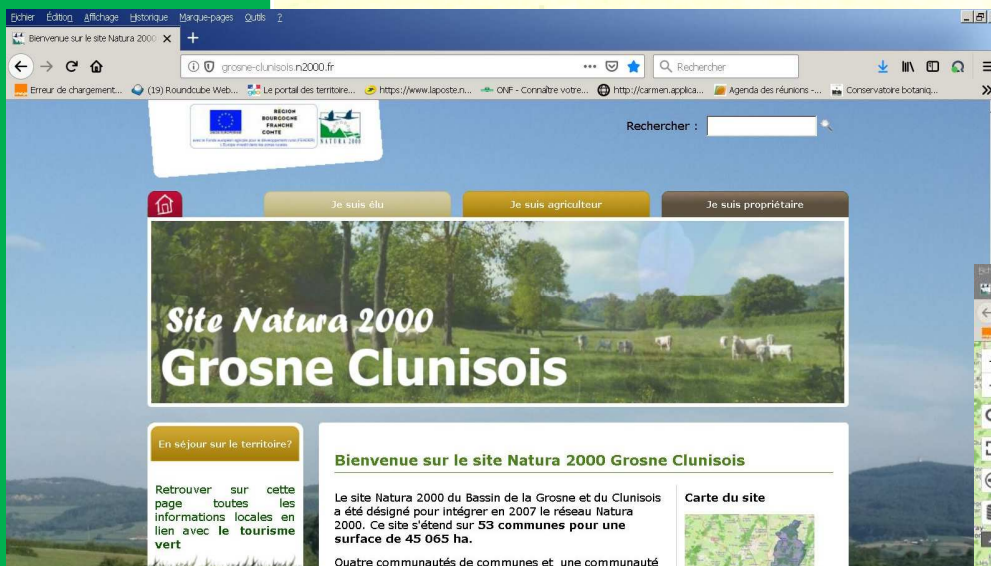 Fichier Édition Affichage Historique Marque-pages Outils ?
Bienvenue sur le site Natura 2000
grosne-clunisois.n2000.fr
Rechercher
Erreur de chargement... (19) Roundcube Web... Le portail des territoire... https://www.laposte.n... ONF - Connaître votre... http://carmen.applica... Agenda des réunions -... Conservatoire botaniq...
REGION
BOURGOGNE
FRANCHE
COMTE
NATURA 2000
Rechercher :
Je suis élu Je suis agriculteur Je suis propriétaire
Site Natura 2000
Grosne Clunisois
En séjour sur le territoire?
Retrouver sur cette
page toutes les
informations locales en
lien avec le tourisme
vert
Bienvenue sur le site Natura 2000 Grosne Clunisois
Le site Natura 2000 du Bassin de la Grosne et du Clunisois
a été désigné pour intégrer en 2007 le réseau Natura
2000. Ce site s'étend sur 53 communes pour une
surface de 45 065 ha.
Quatre communautés de communes et une communauté
Carte du site